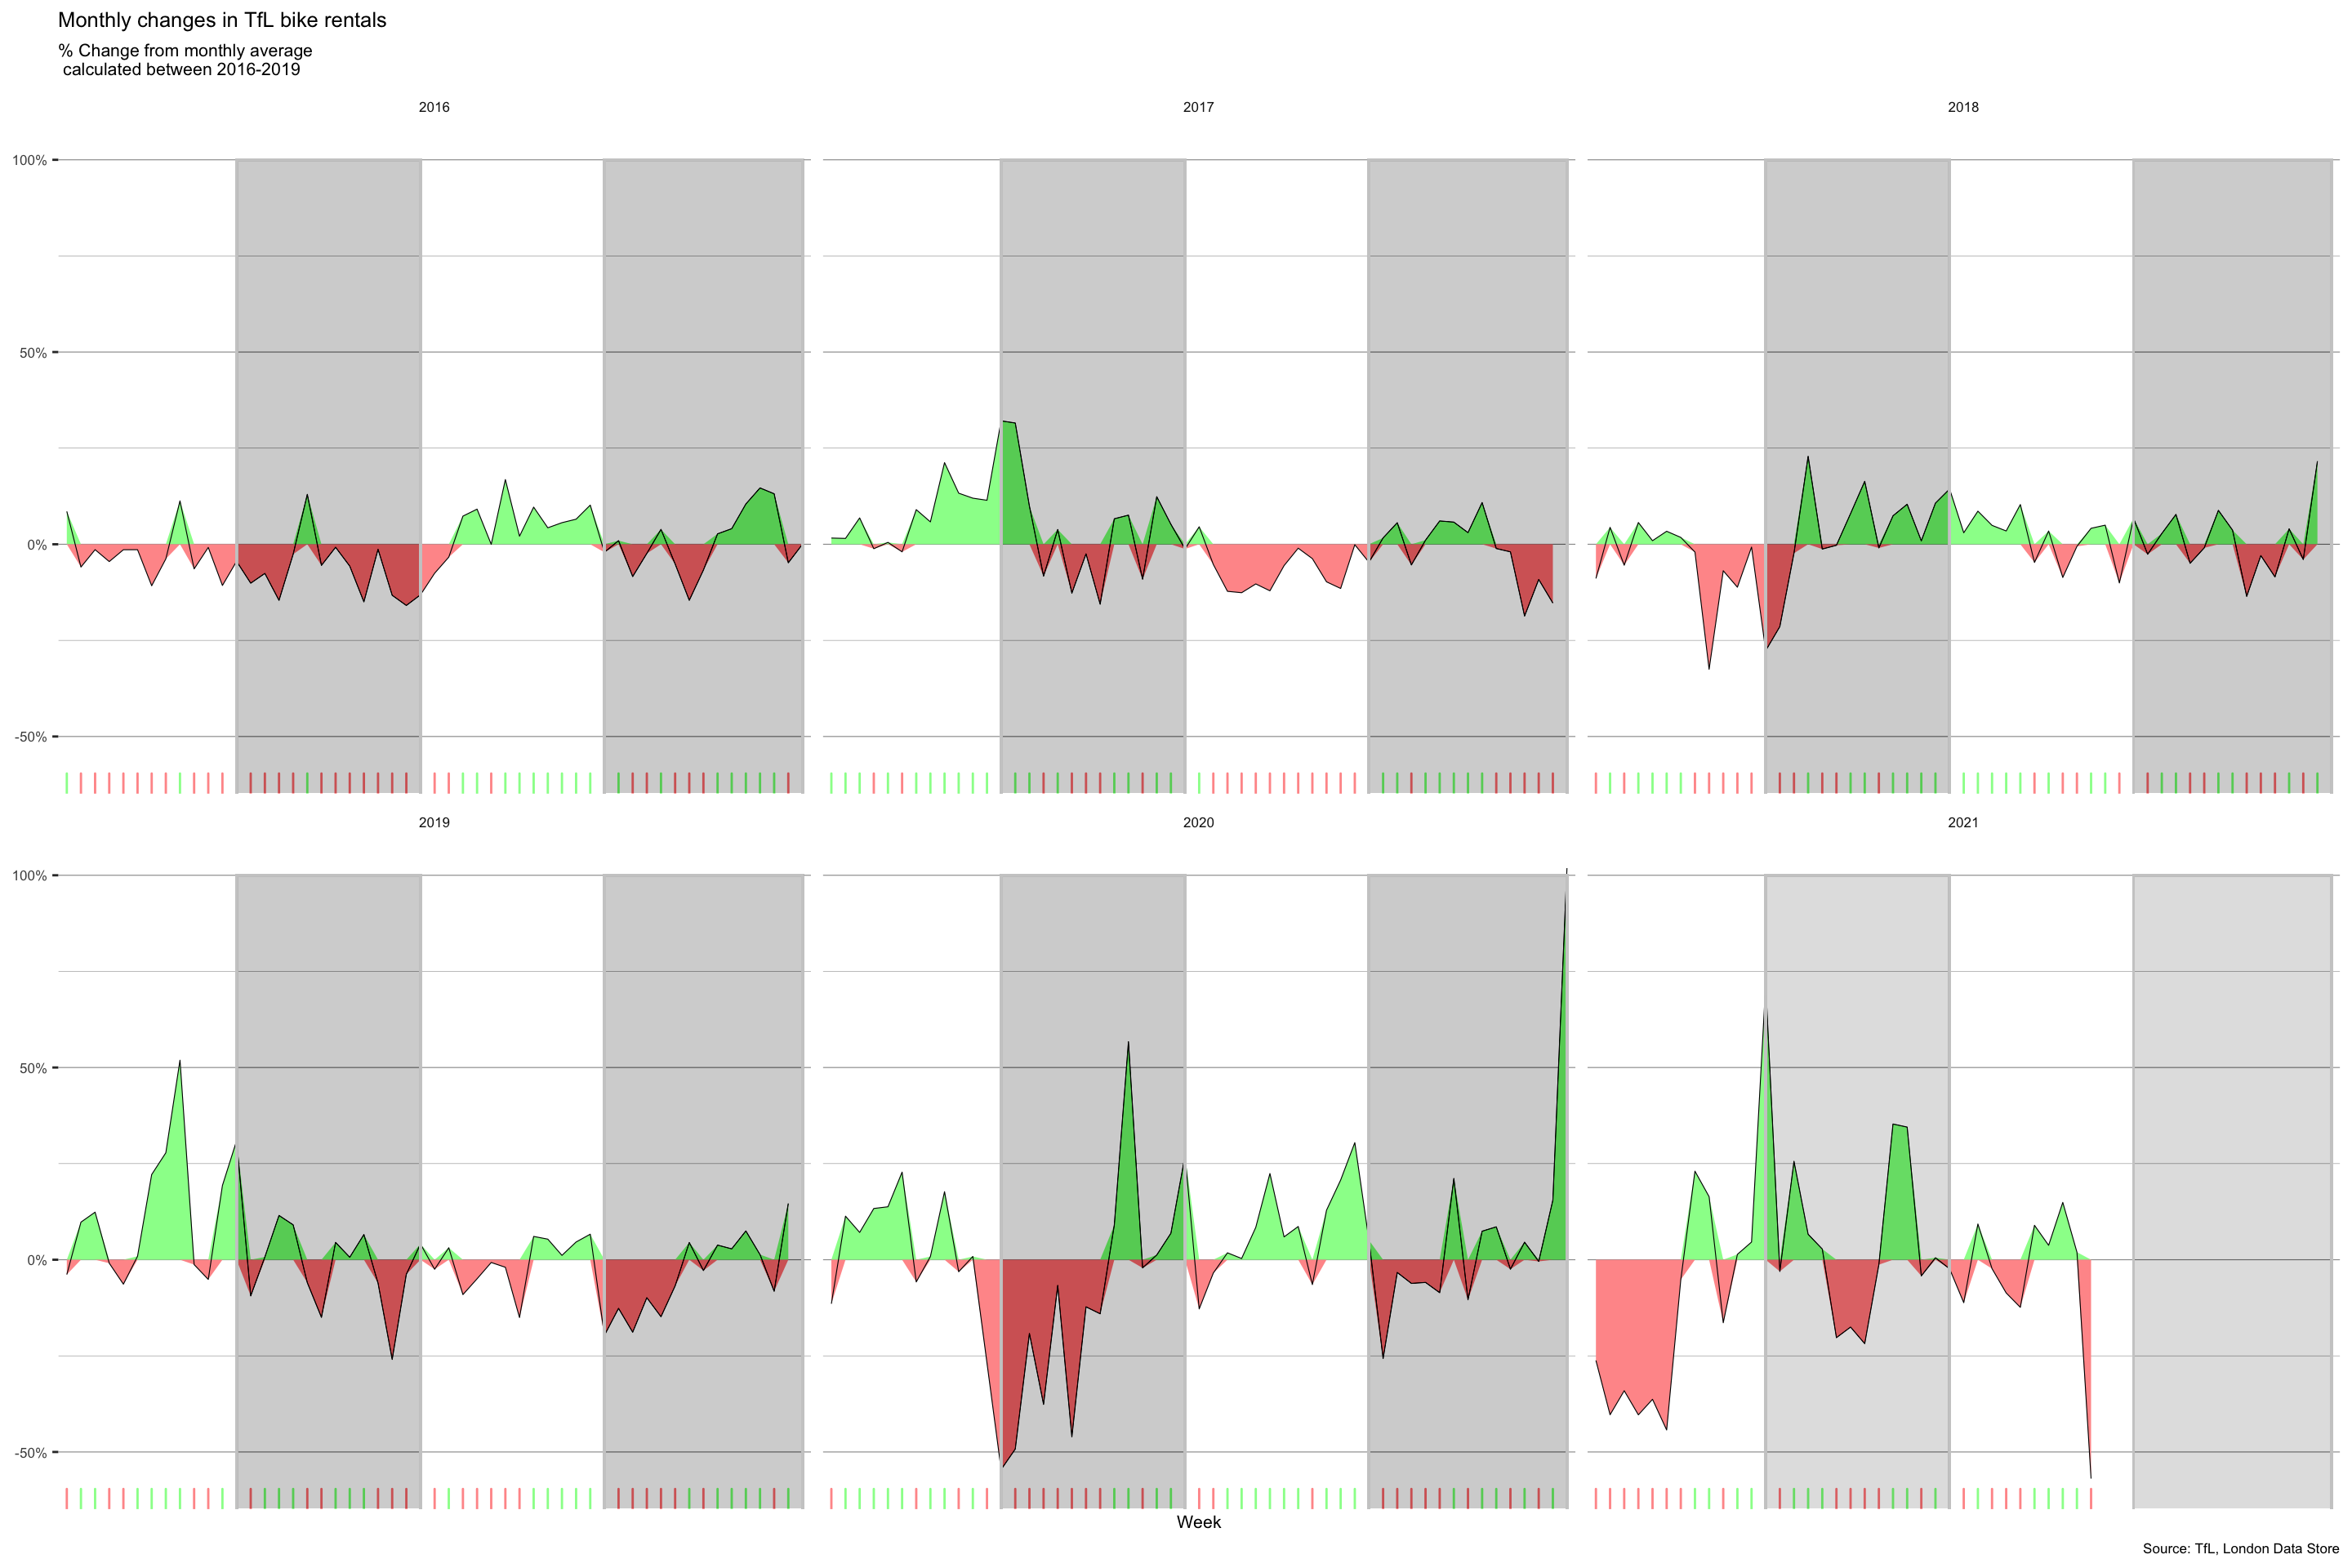 Monthly changes in TfL bike rentals
% Change from monthly average
calculated between 2016-2019
2016
2017
2018
100%
50%
0%
-50%
2019
2020
2021
100%
50%
0%
-50%
Week
Source: TfL, London Data Store